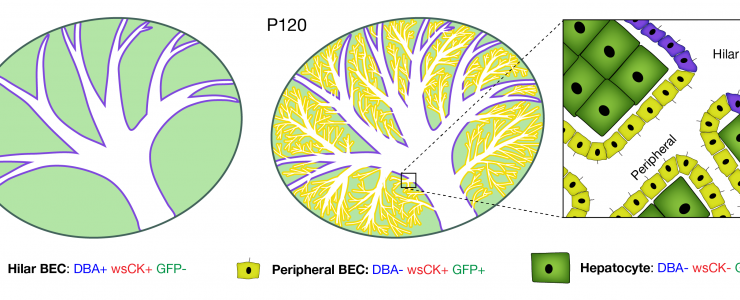 P120
Hilar
Peripheral
Hilar BEC: DBA+ wsCK+ GFP-
Peripheral BEC: DBA- wsCK+ GFP+
Hepatocyte: DBA- wsCK-